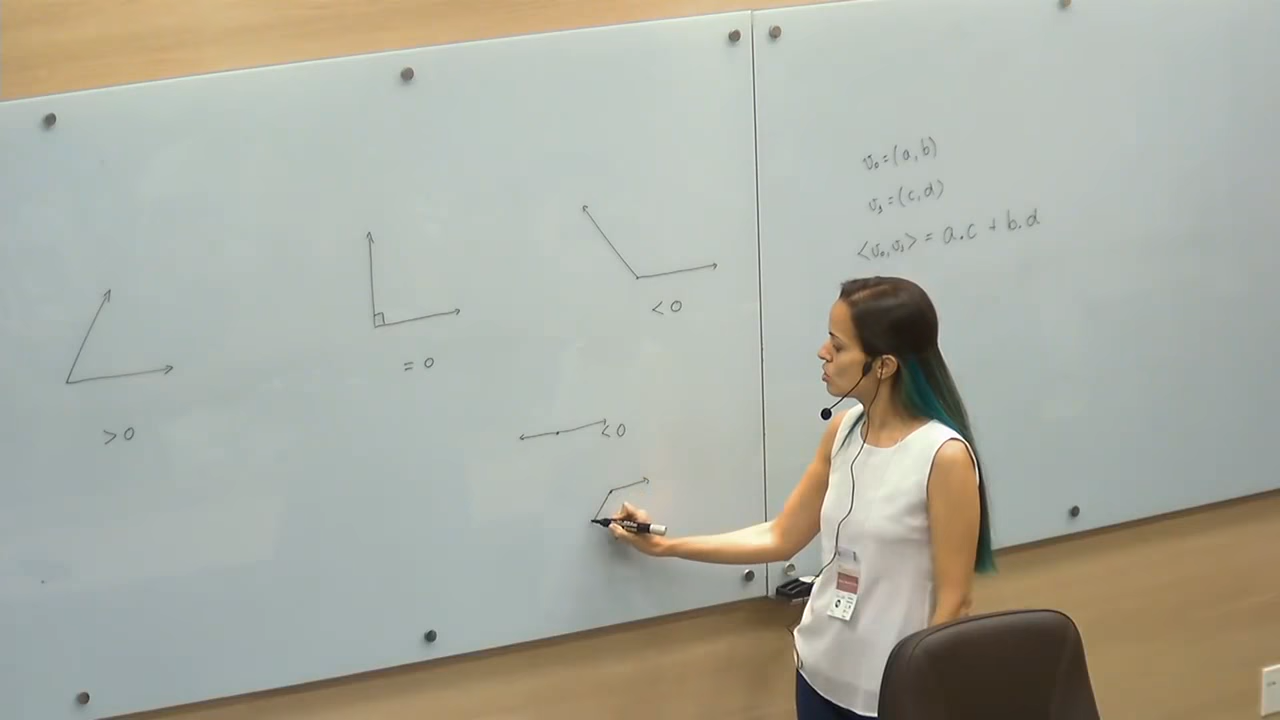 > 0
= 0
< 0
< 0
v₀ = (a, b)
v₁ = (c, d)
<v₀, v₁> = a.c + b.d